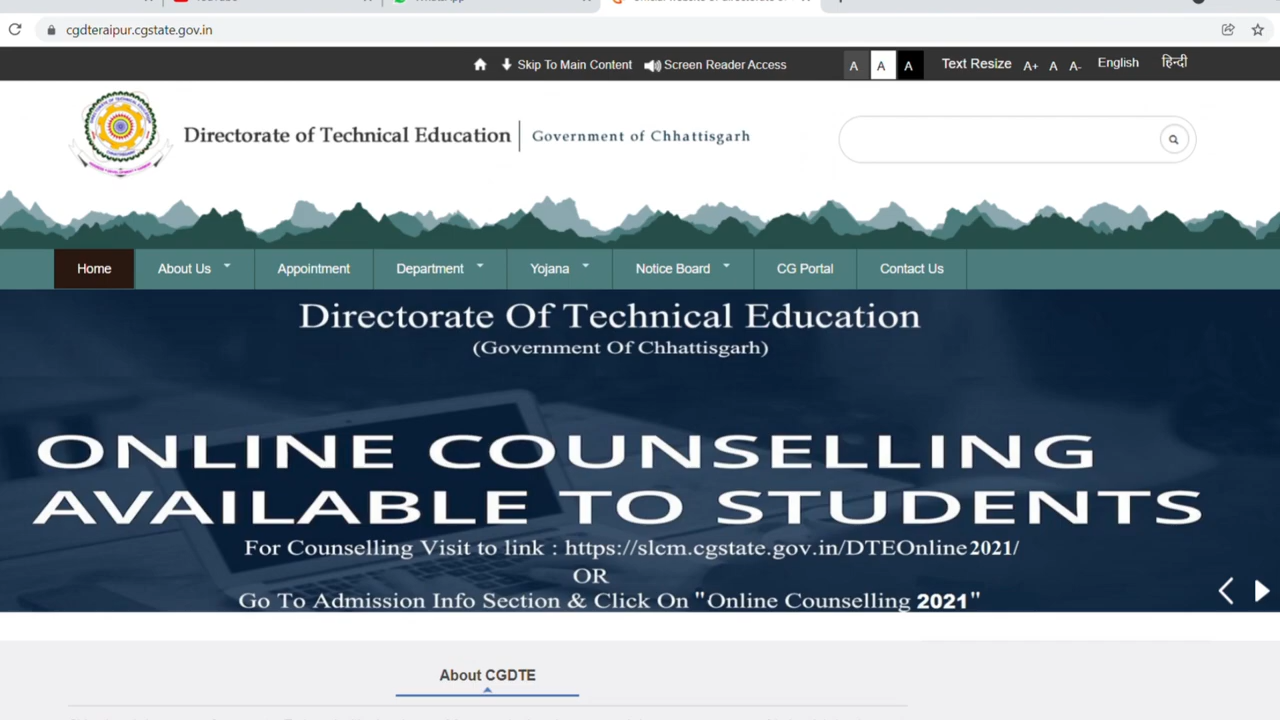 cgdteraipur.cgstate.gov.in
Skip To Main Content Screen Reader Access A A A Text Resize A+ A A- English हिन्दी
Directorate of Technical Education Government of Chhattisgarh
Home About Us Appointment Department Yojana Notice Board CG Portal Contact Us
Directorate Of Technical Education
(Government Of Chhattisgarh)
ONLINE COUNSELLING
AVAILABLE TO STUDENTS
For Counselling Visit to link : https://slcm.cgstate.gov.in/DTEOnline2021/
OR
Go To Admission Info Section & Click On "Online Counselling 2021"
About CGDTE